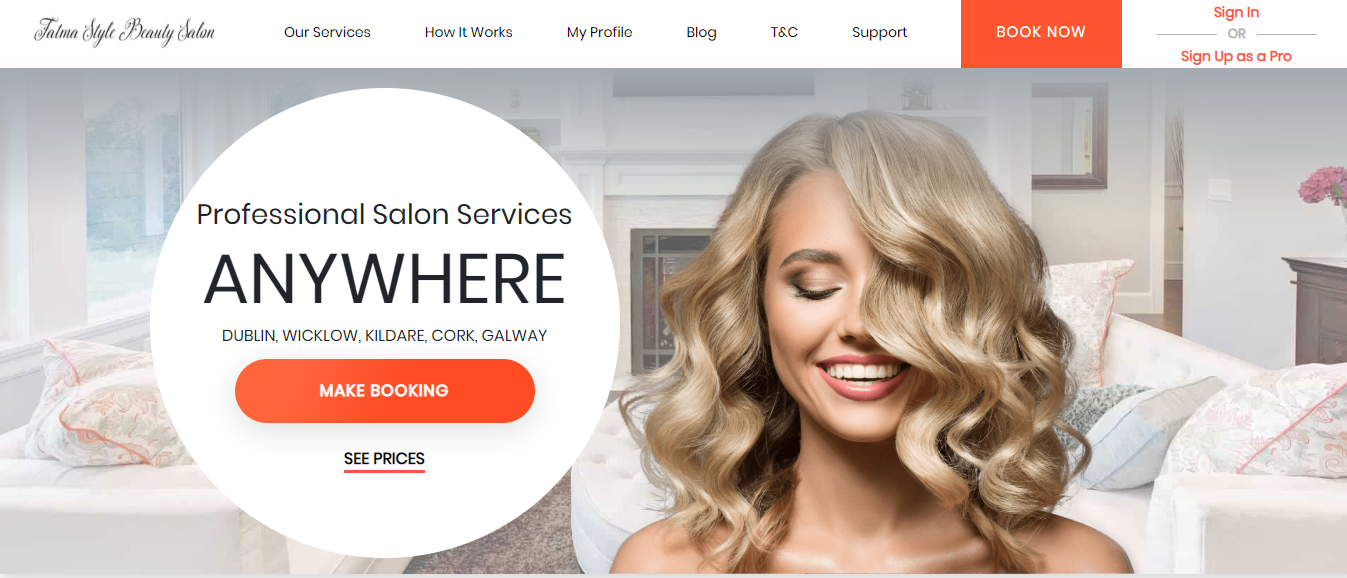 Fatma Style Beauty Salon
Our Services
How It Works
My Profile
Blog
T&C
Support
BOOK NOW
Sign In
OR
Sign Up as a Pro
Professional Salon Services
ANYWHERE
DUBLIN, WICKLOW, KILDARE, CORK, GALWAY
MAKE BOOKING
SEE PRICES